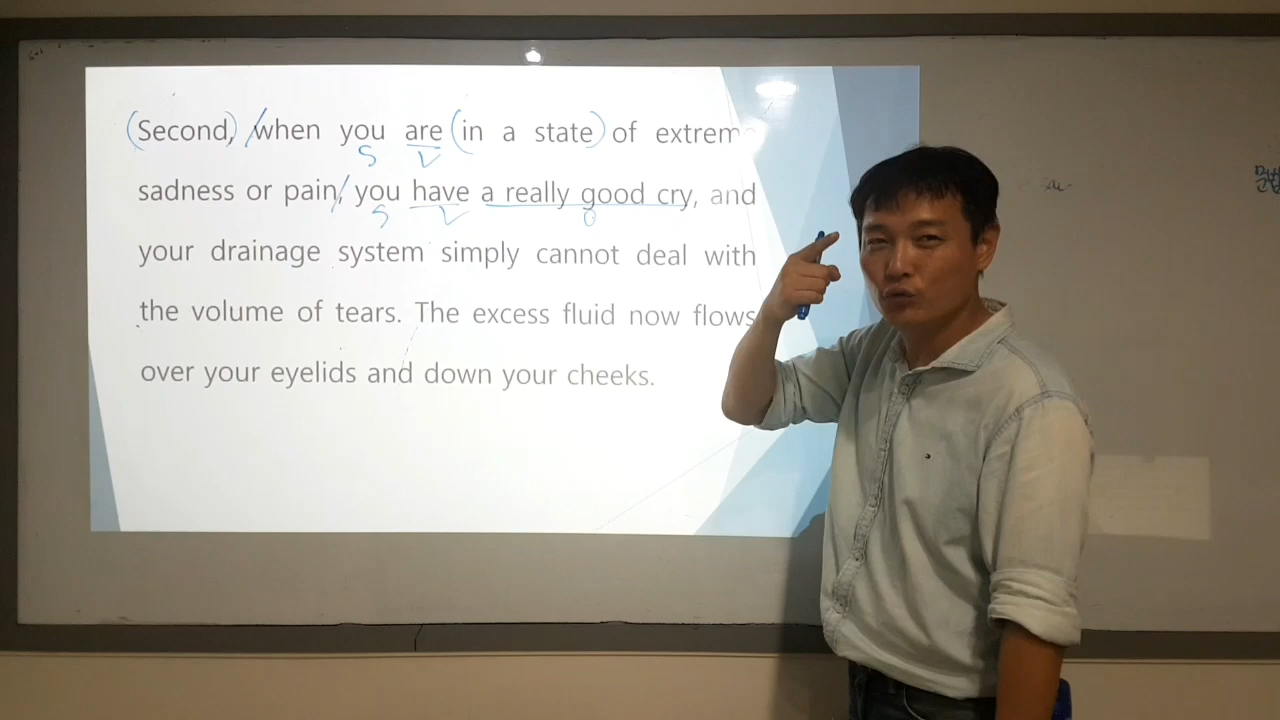 Second, when you are in a state of extreme
S V
sadness or pain, you have a really good cry, and
S V O
your drainage system simply cannot deal with
the volume of tears. The excess fluid now flows
over your eyelids and down your cheeks.